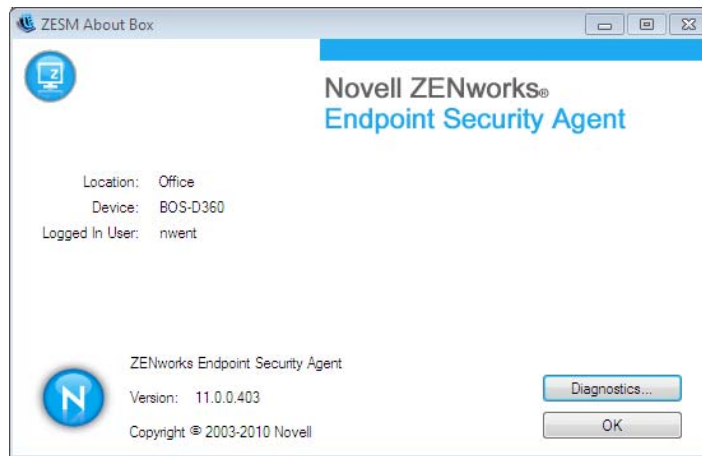 ZESM About Box
Z
Novell ZENworks®
Endpoint Security Agent
Location: Office
Device: BOS-D360
Logged In User: nwent
ZENworks Endpoint Security Agent
N
Version: 11.0.0.403
Copyright © 2003-2010 Novell
Diagnostics...
OK